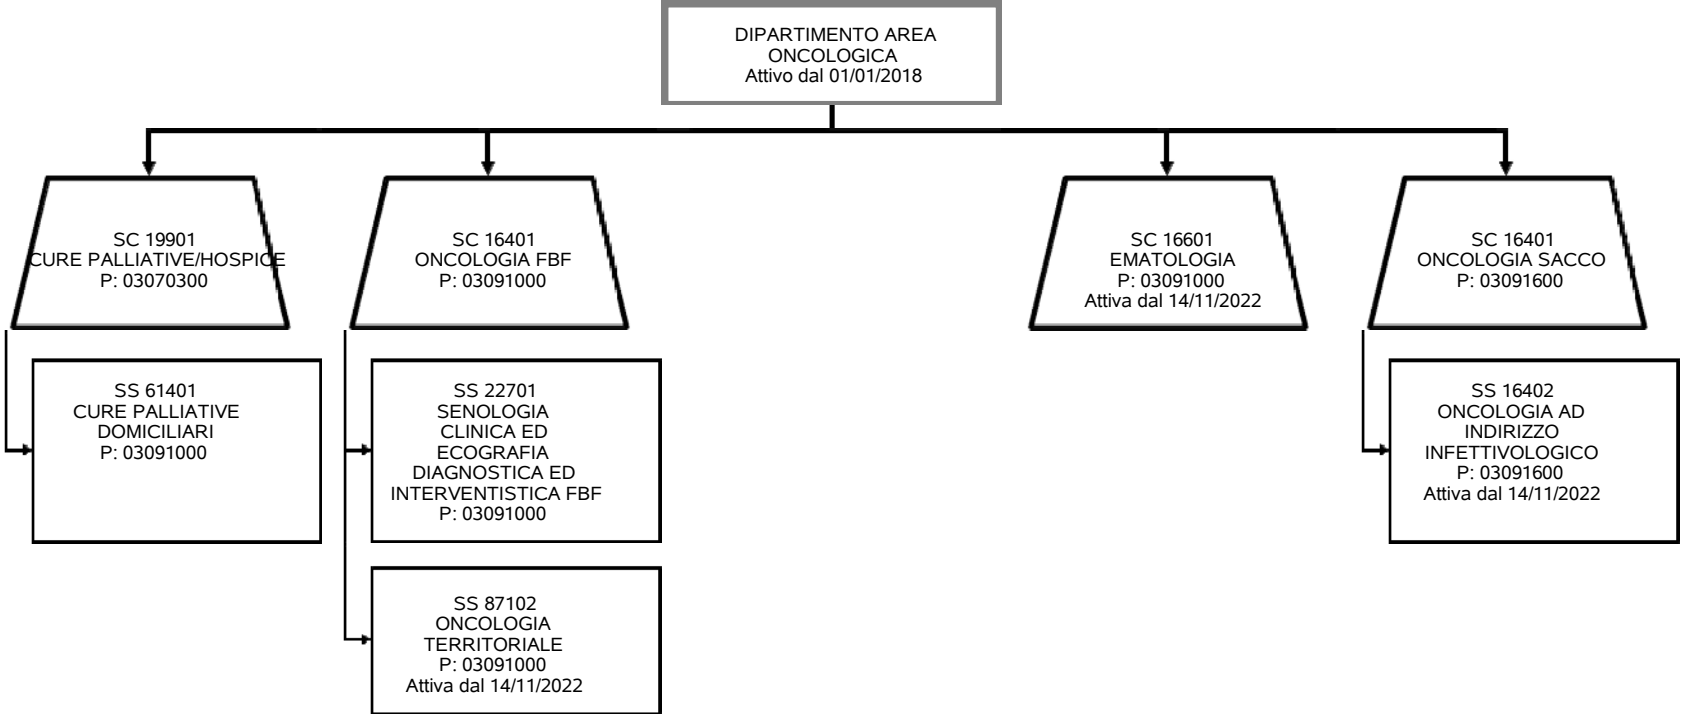 DIPARTIMENTO AREA
ONCOLOGICA
Attivo dal 01/01/2018
SC 19901
CURE PALLIATIVE/HOSPICE
P: 03070300
SC 16401
ONCOLOGIA FBF
P: 03091000
SC 16601
EMATOLOGIA
P: 03091000
Attiva dal 14/11/2022
SC 16401
ONCOLOGIA SACCO
P: 03091600
SS 61401
CURE PALLIATIVE
DOMICILIARI
P: 03091000
SS 22701
SENOLOGIA
CLINICA ED
ECOGRAFIA
DIAGNOSTICA ED
INTERVENTISTICA FBF
P: 03091000
SS 16402
ONCOLOGIA AD
INDIRIZZO
INFETTIVOLOGICO
P: 03091600
Attiva dal 14/11/2022
SS 87102
ONCOLOGIA
TERRITORIALE
P: 03091000
Attiva dal 14/11/2022